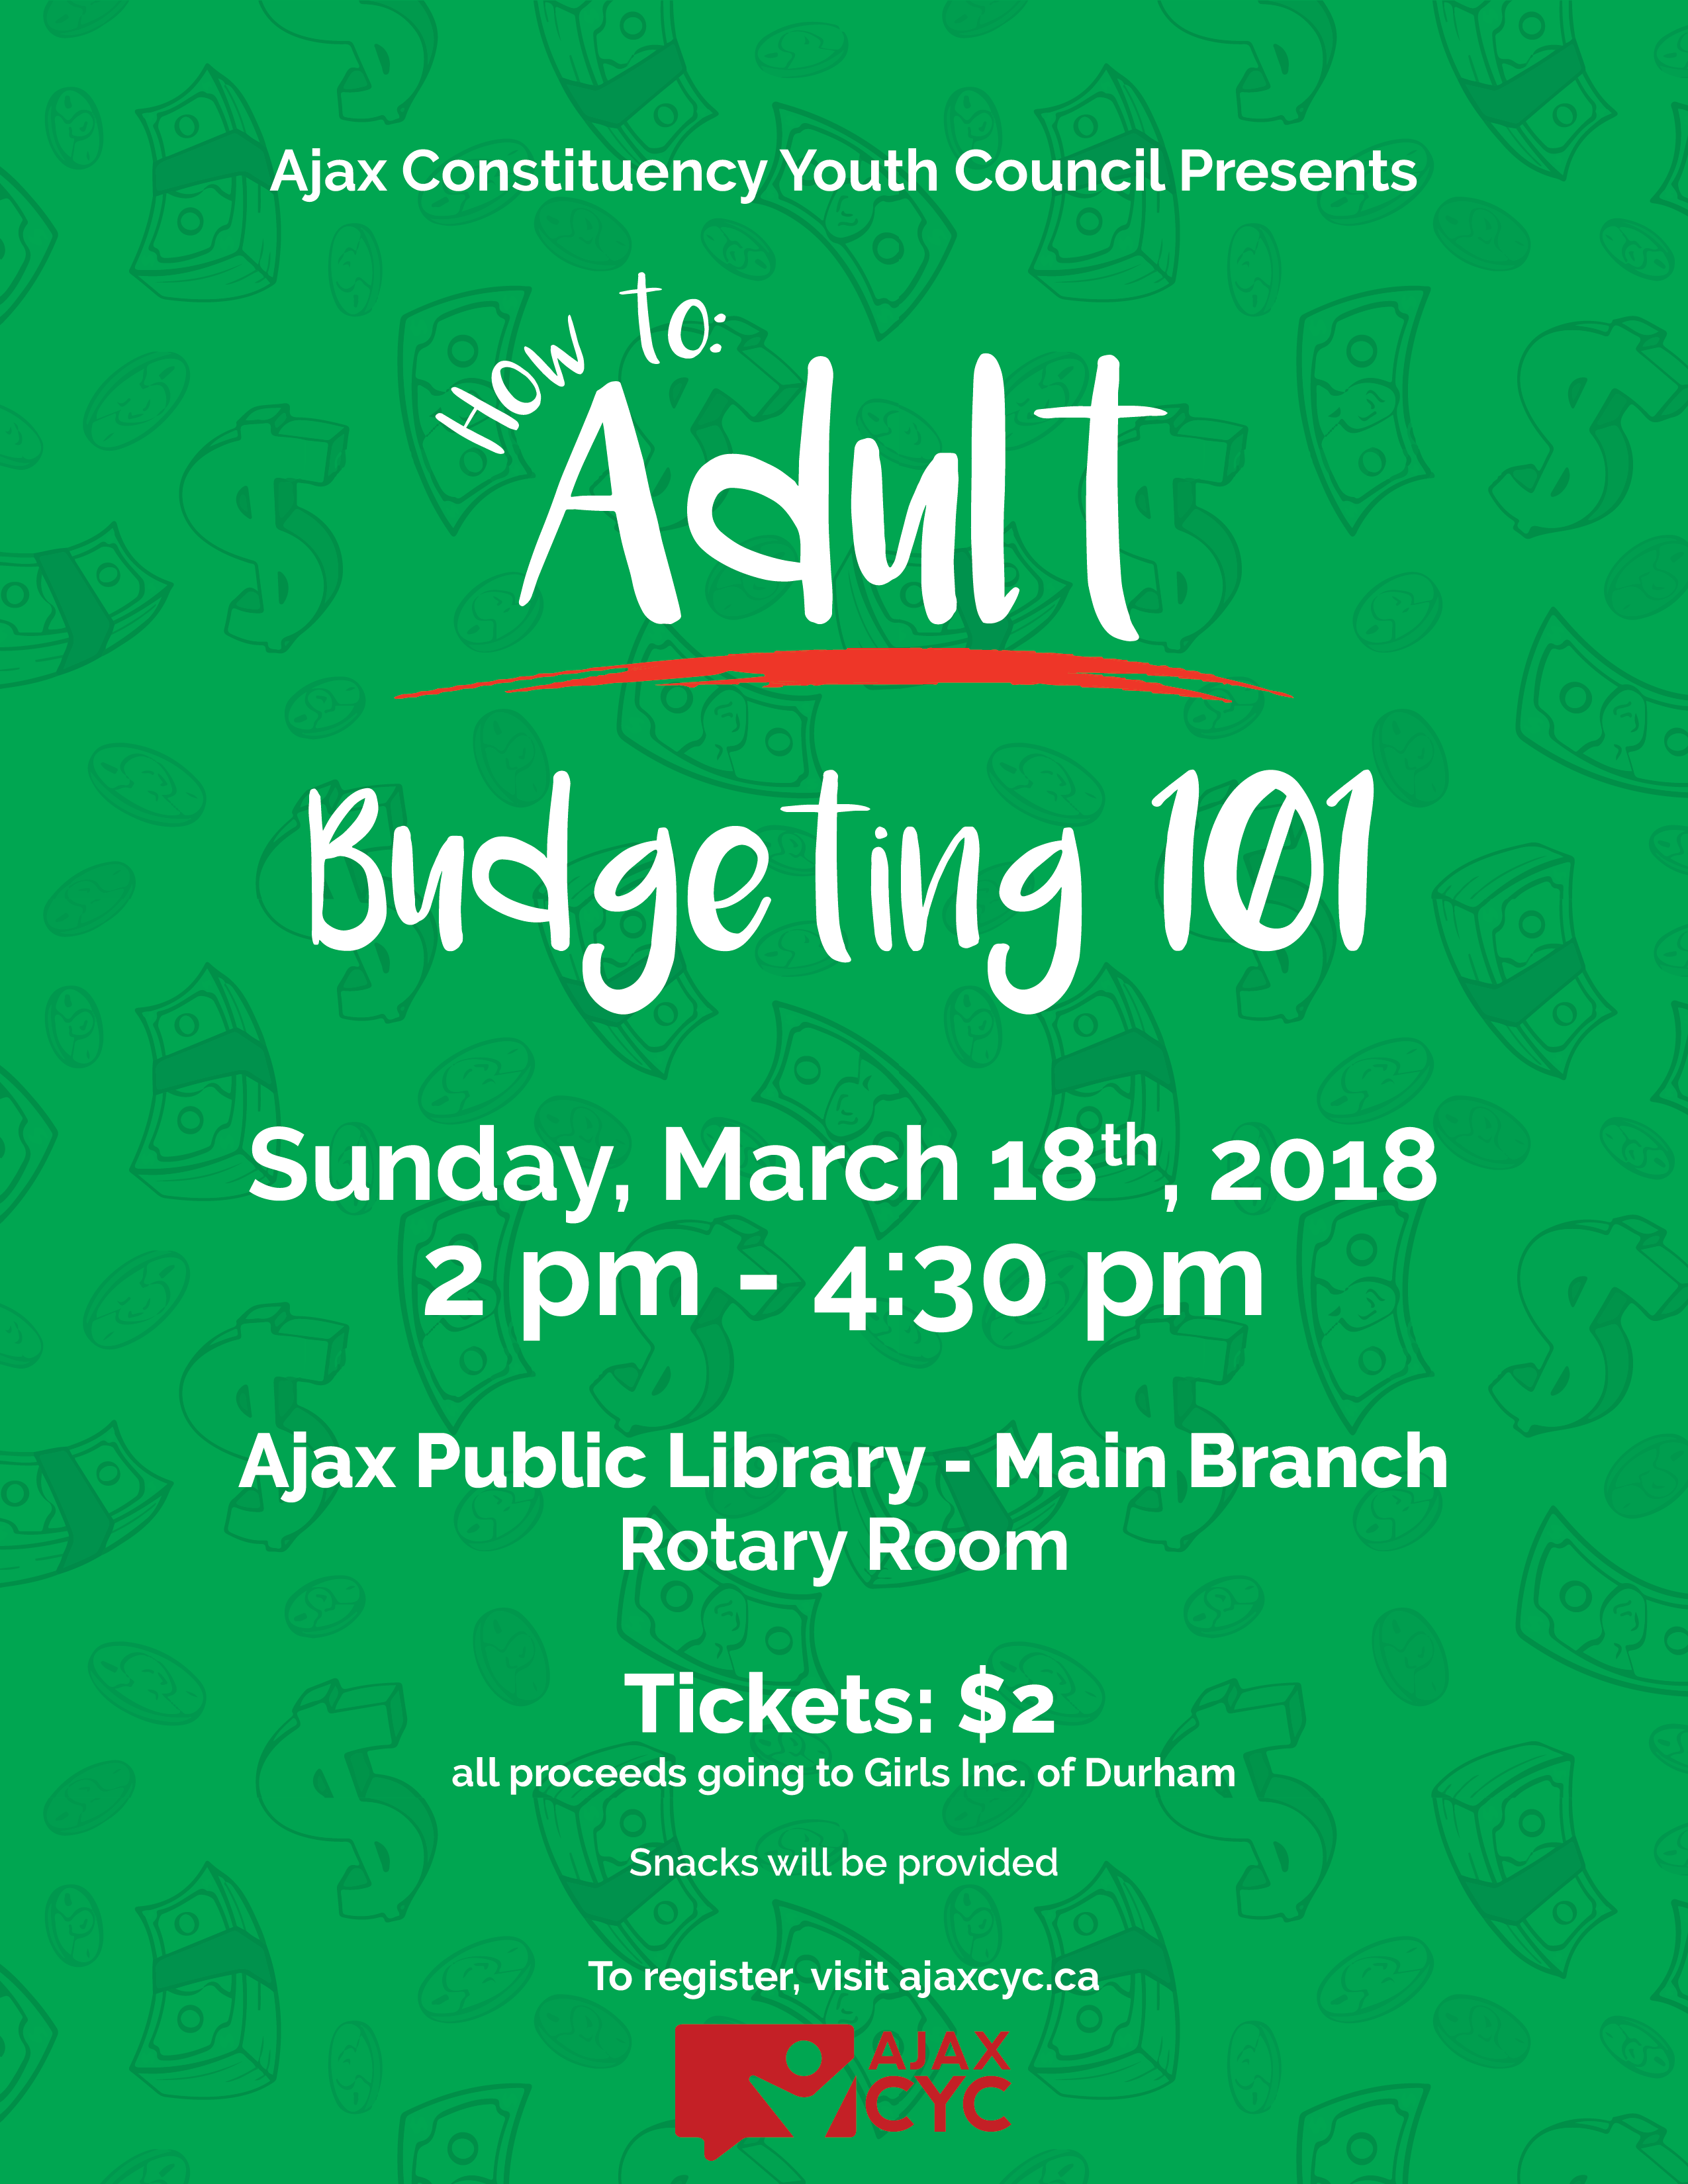 Ajax Constituency Youth Council Presents
How to:
Adult
Budgeting 101
Sunday, March 18th, 2018
2 pm - 4:30 pm
Ajax Public Library - Main Branch
Rotary Room
Tickets: $2
all proceeds going to Girls Inc. of Durham
Snacks will be provided
To register, visit ajaxcyc.ca
AJAX
CYC